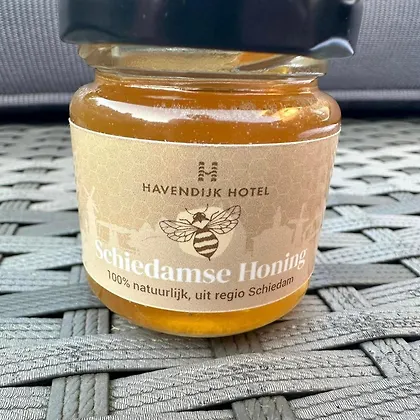 H
HAVENDIJK HOTEL
Schiedamse Honing
100% natuurlijk, uit regio Schiedam